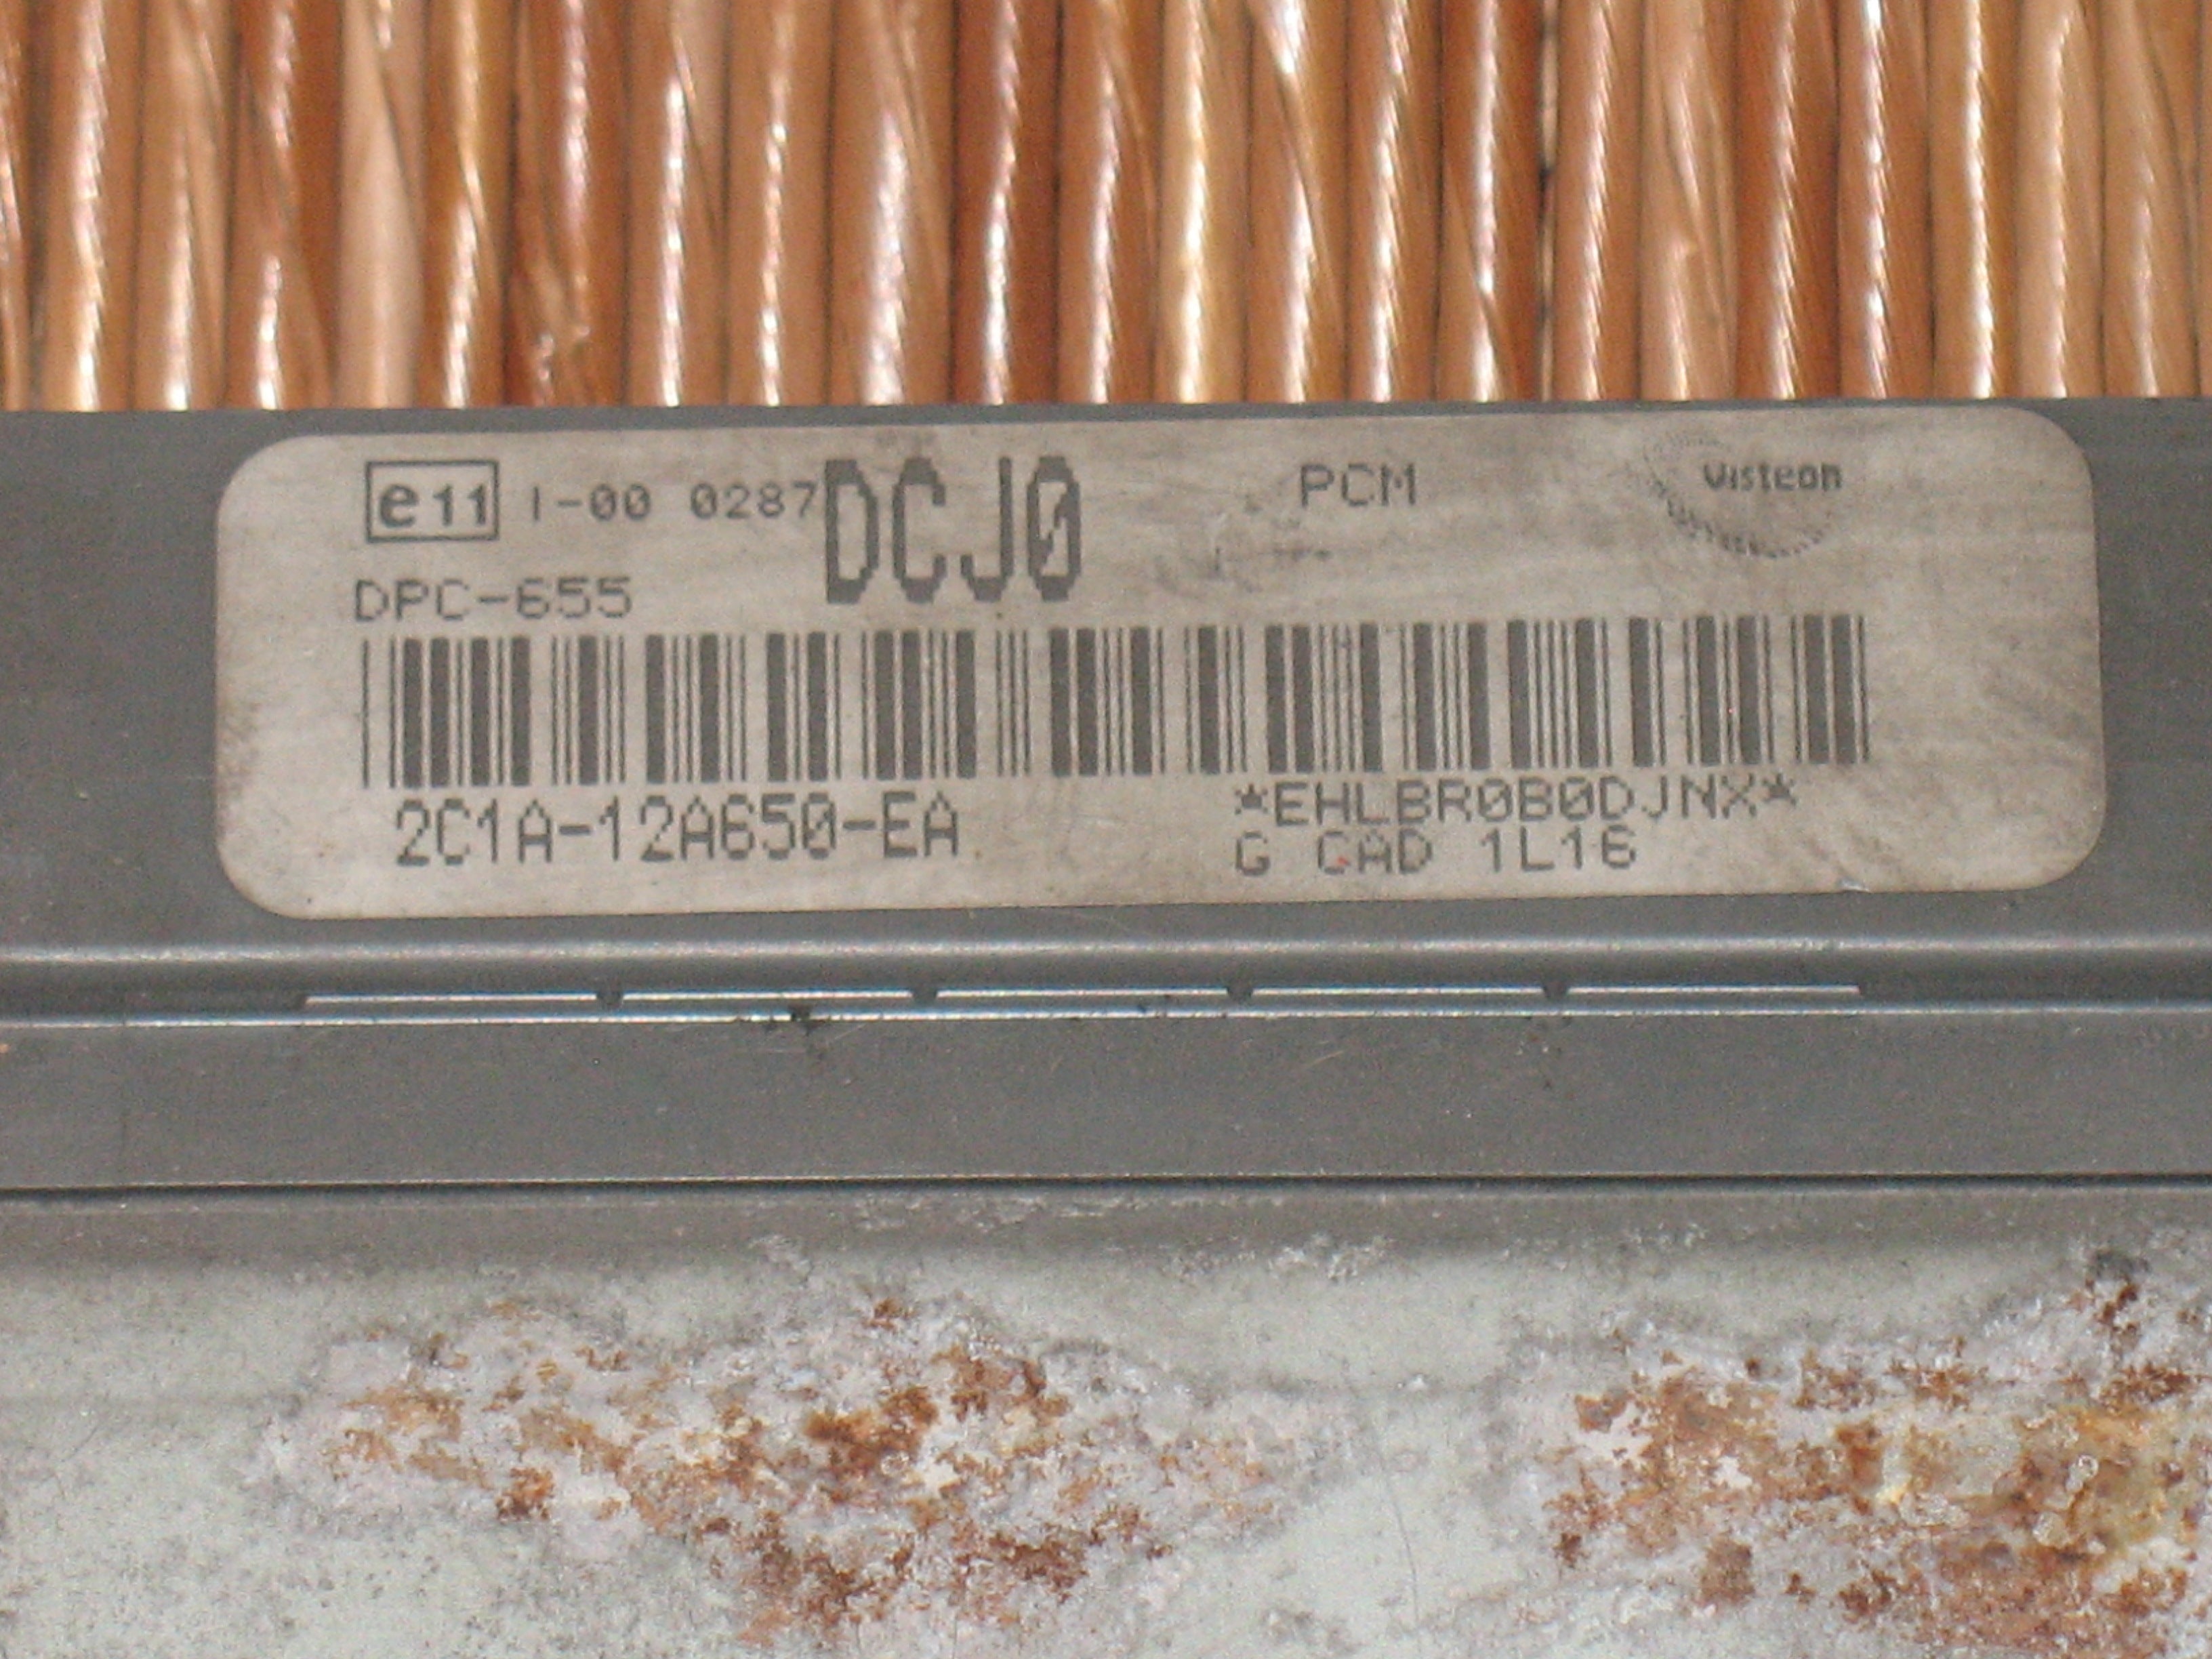 e11 I-00 0287 DCJ0 PCM Visteon
DPC-655
2C1A-12A650-EA *EHLBR0B0DJNX*
G CAD 1L16